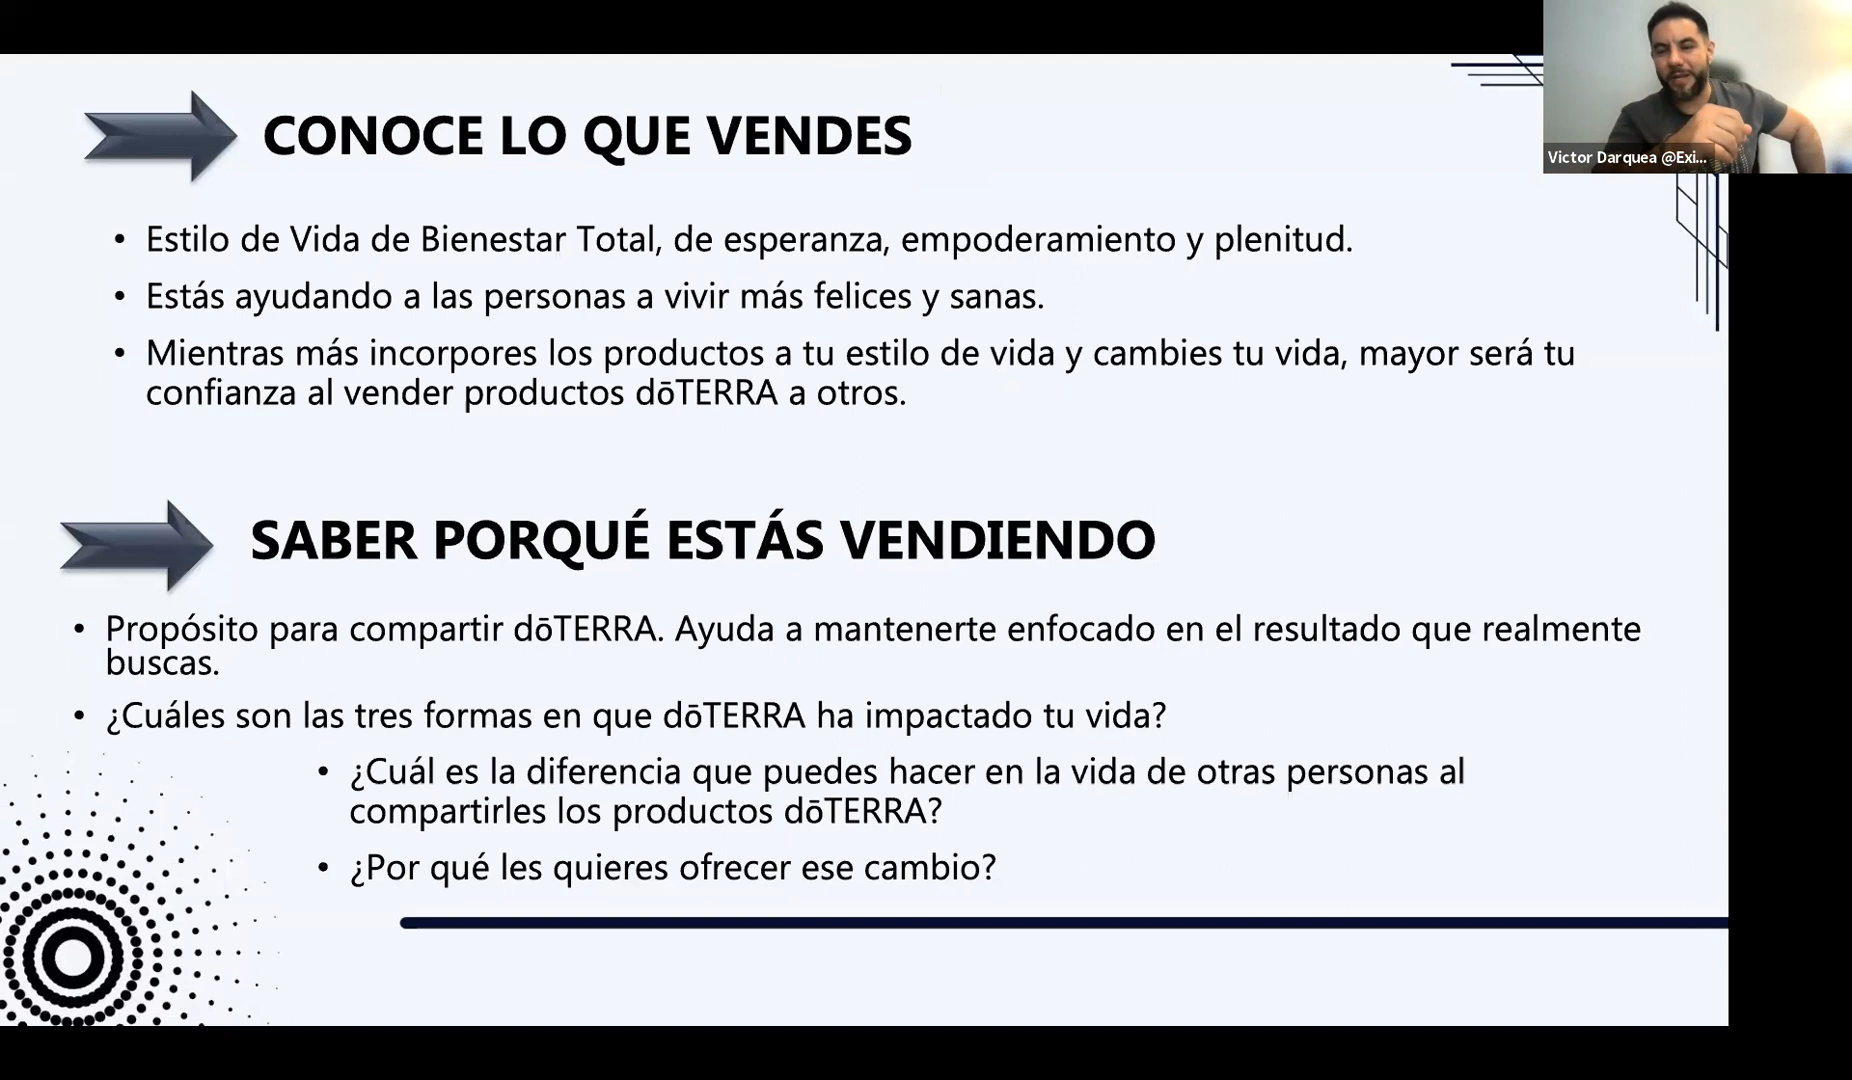 Victor Darquea @Exi...
CONOCE LO QUE VENDES
• Estilo de Vida de Bienestar Total, de esperanza, empoderamiento y plenitud.
• Estás ayudando a las personas a vivir más felices y sanas.
• Mientras más incorpores los productos a tu estilo de vida y cambies tu vida, mayor será tu
confianza al vender productos dōTERRA a otros.
SABER PORQUÉ ESTÁS VENDIENDO
• Propósito para compartir dōTERRA. Ayuda a mantenerte enfocado en el resultado que realmente
buscas.
• ¿Cuáles son las tres formas en que dōTERRA ha impactado tu vida?
• ¿Cuál es la diferencia que puedes hacer en la vida de otras personas al
compartirles los productos dōTERRA?
• ¿Por qué les quieres ofrecer ese cambio?